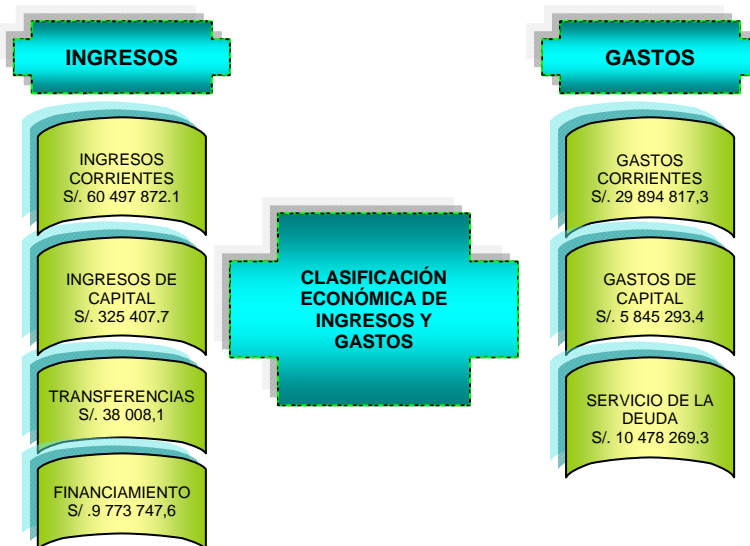 INGRESOS
INGRESOS
CORRIENTES
S/. 60 497 872.1
INGRESOS DE
CAPITAL
S/. 325 407,7
TRANSFERENCIAS
S/. 38 008,1
FINANCIAMIENTO
S/ .9 773 747,6
CLASIFICACIÓN
ECONÓMICA DE
INGRESOS Y
GASTOS
GASTOS
GASTOS
CORRIENTES
S/. 29 894 817,3
GASTOS DE
CAPITAL
S/. 5 845 293,4
SERVICIO DE LA
DEUDA
S/. 10 478 269,3